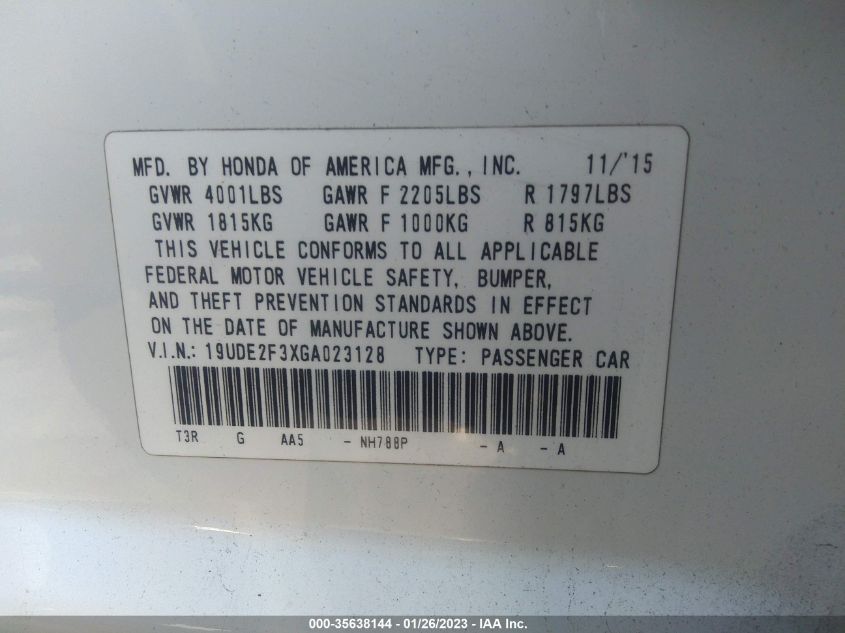 MFD. BY HONDA OF AMERICA MFG., INC. 11/'15
GVWR 4001LBS GAWR F 2205LBS R 1797LBS
GVWR 1815KG GAWR F 1000KG R 815KG
THIS VEHICLE CONFORMS TO ALL APPLICABLE
FEDERAL MOTOR VEHICLE SAFETY, BUMPER,
AND THEFT PREVENTION STANDARDS IN EFFECT
ON THE DATE OF MANUFACTURE SHOWN ABOVE.
V.I.N.: 19UDE2F3XGA023128 TYPE: PASSENGER CAR
T3R G AA5 - NH788P - A - A
000-35638144 - 01/26/2023 - IAA Inc.